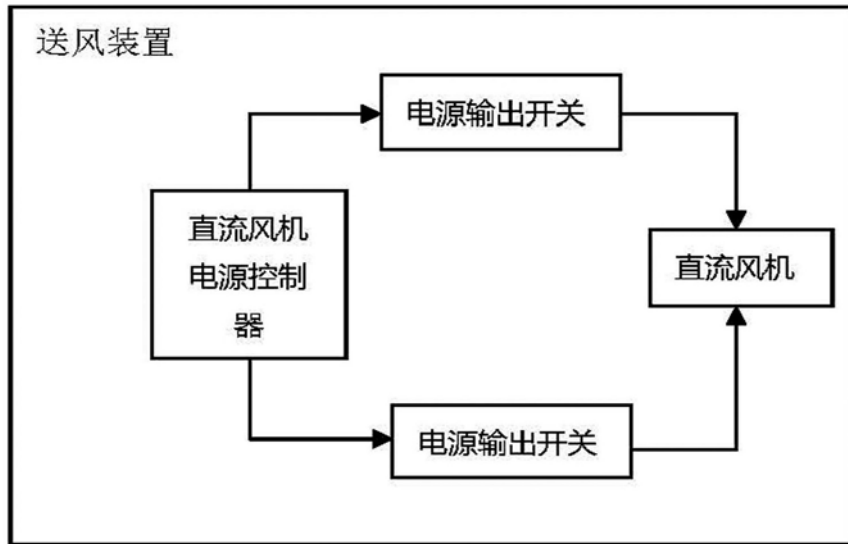 送风装置
电源输出开关
直流风机
电源控制
器
直流风机
电源输出开关